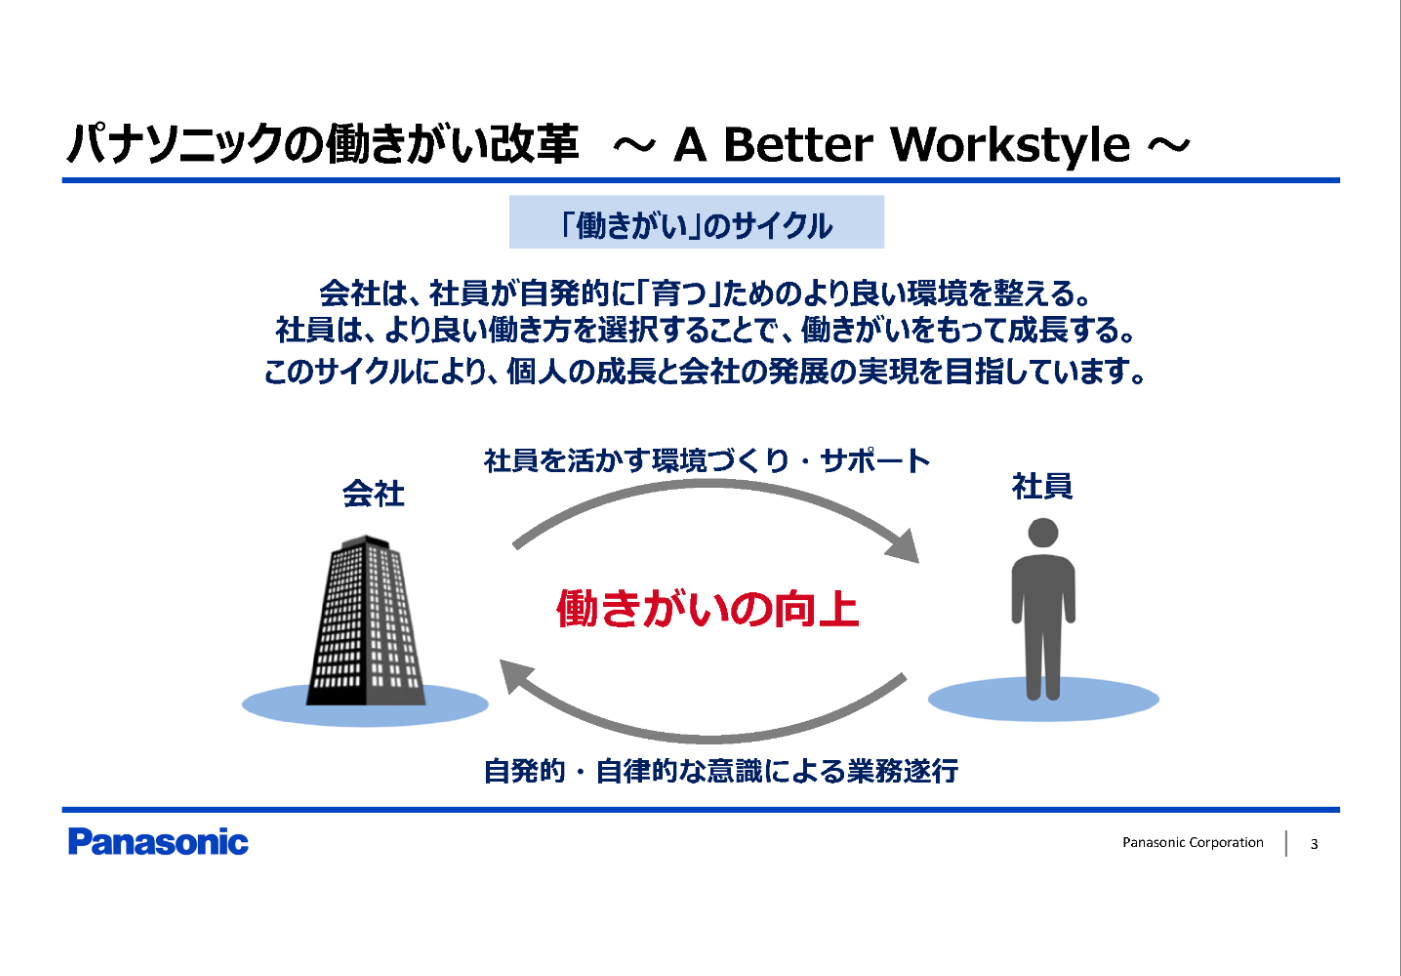 パナソニックの働きがい改革　～ A Better Workstyle ～
「働きがい」のサイクル
会社は、社員が自発的に「育つ」ためのより良い環境を整える。
社員は、より良い働き方を選択することで、働きがいをもって成長する。
このサイクルにより、個人の成長と会社の発展の実現を目指しています。
社員を活かす環境づくり・サポート
会社
社員
働きがいの向上
自発的・自律的な意識による業務遂行
Panasonic
Panasonic Corporation
3